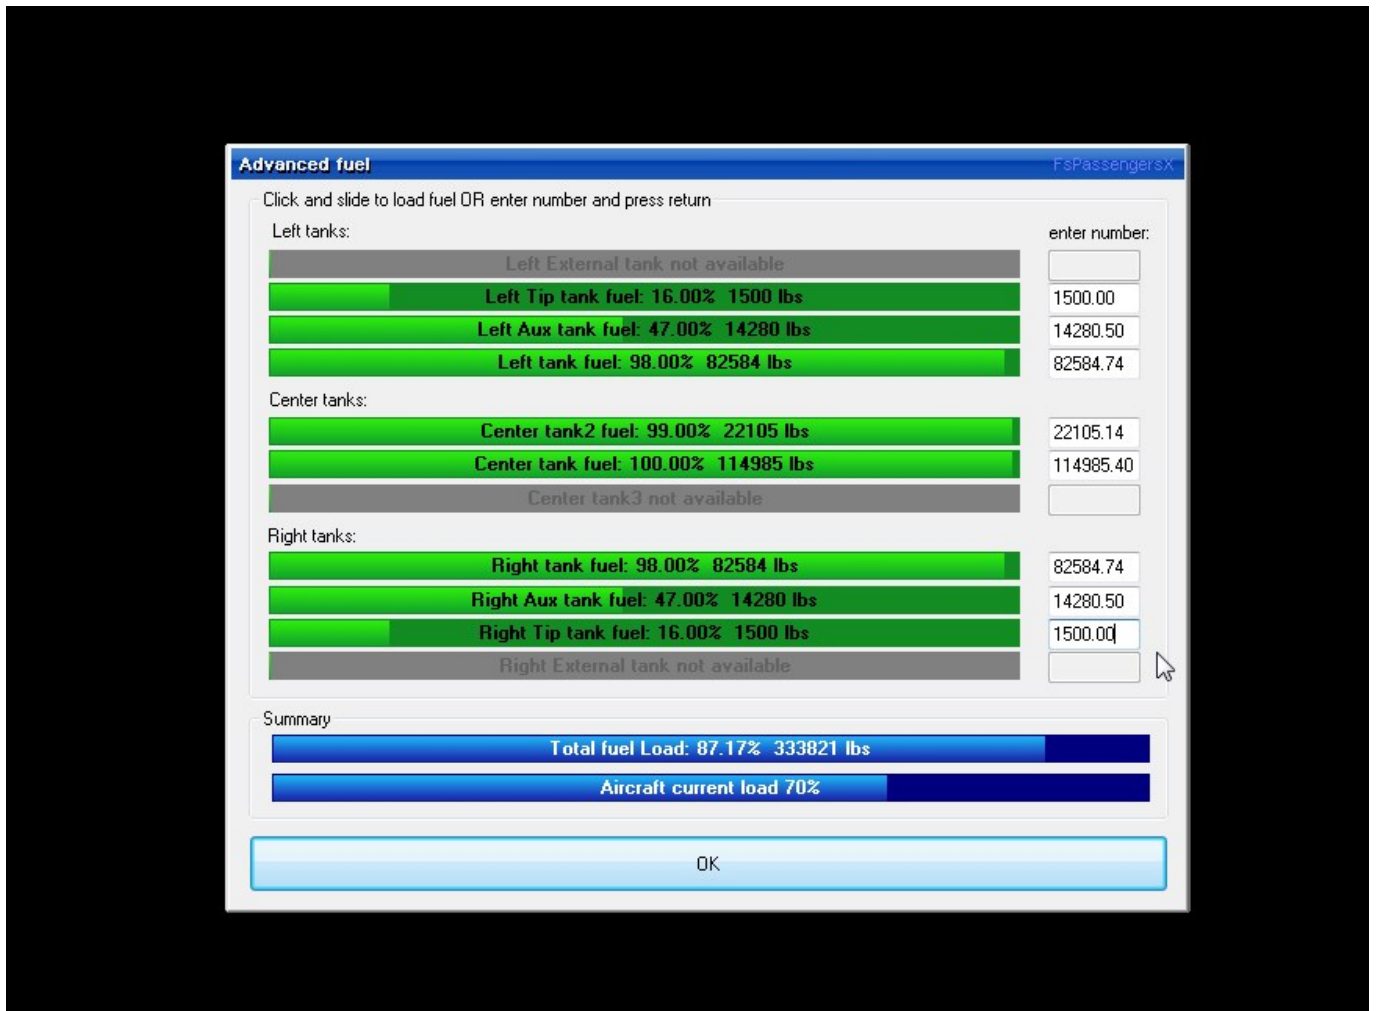 Advanced fuel FsPassengersX
Click and slide to load fuel OR enter number and press return
Left tanks: enter number:
Left External tank not available
Left Tip tank fuel: 16.00% 1500 lbs 1500.00
Left Aux tank fuel: 47.00% 14280 lbs 14280.50
Left tank fuel: 98.00% 82584 lbs 82584.74
Center tanks:
Center tank2 fuel: 99.00% 22105 lbs 22105.14
Center tank fuel: 100.00% 114985 lbs 114985.40
Center tank3 not available
Right tanks:
Right tank fuel: 98.00% 82584 lbs 82584.74
Right Aux tank fuel: 47.00% 14280 lbs 14280.50
Right Tip tank fuel: 16.00% 1500 lbs 1500.00
Right External tank not available
Summary
Total fuel Load: 87.17% 333821 lbs
Aircraft current load 70%
OK